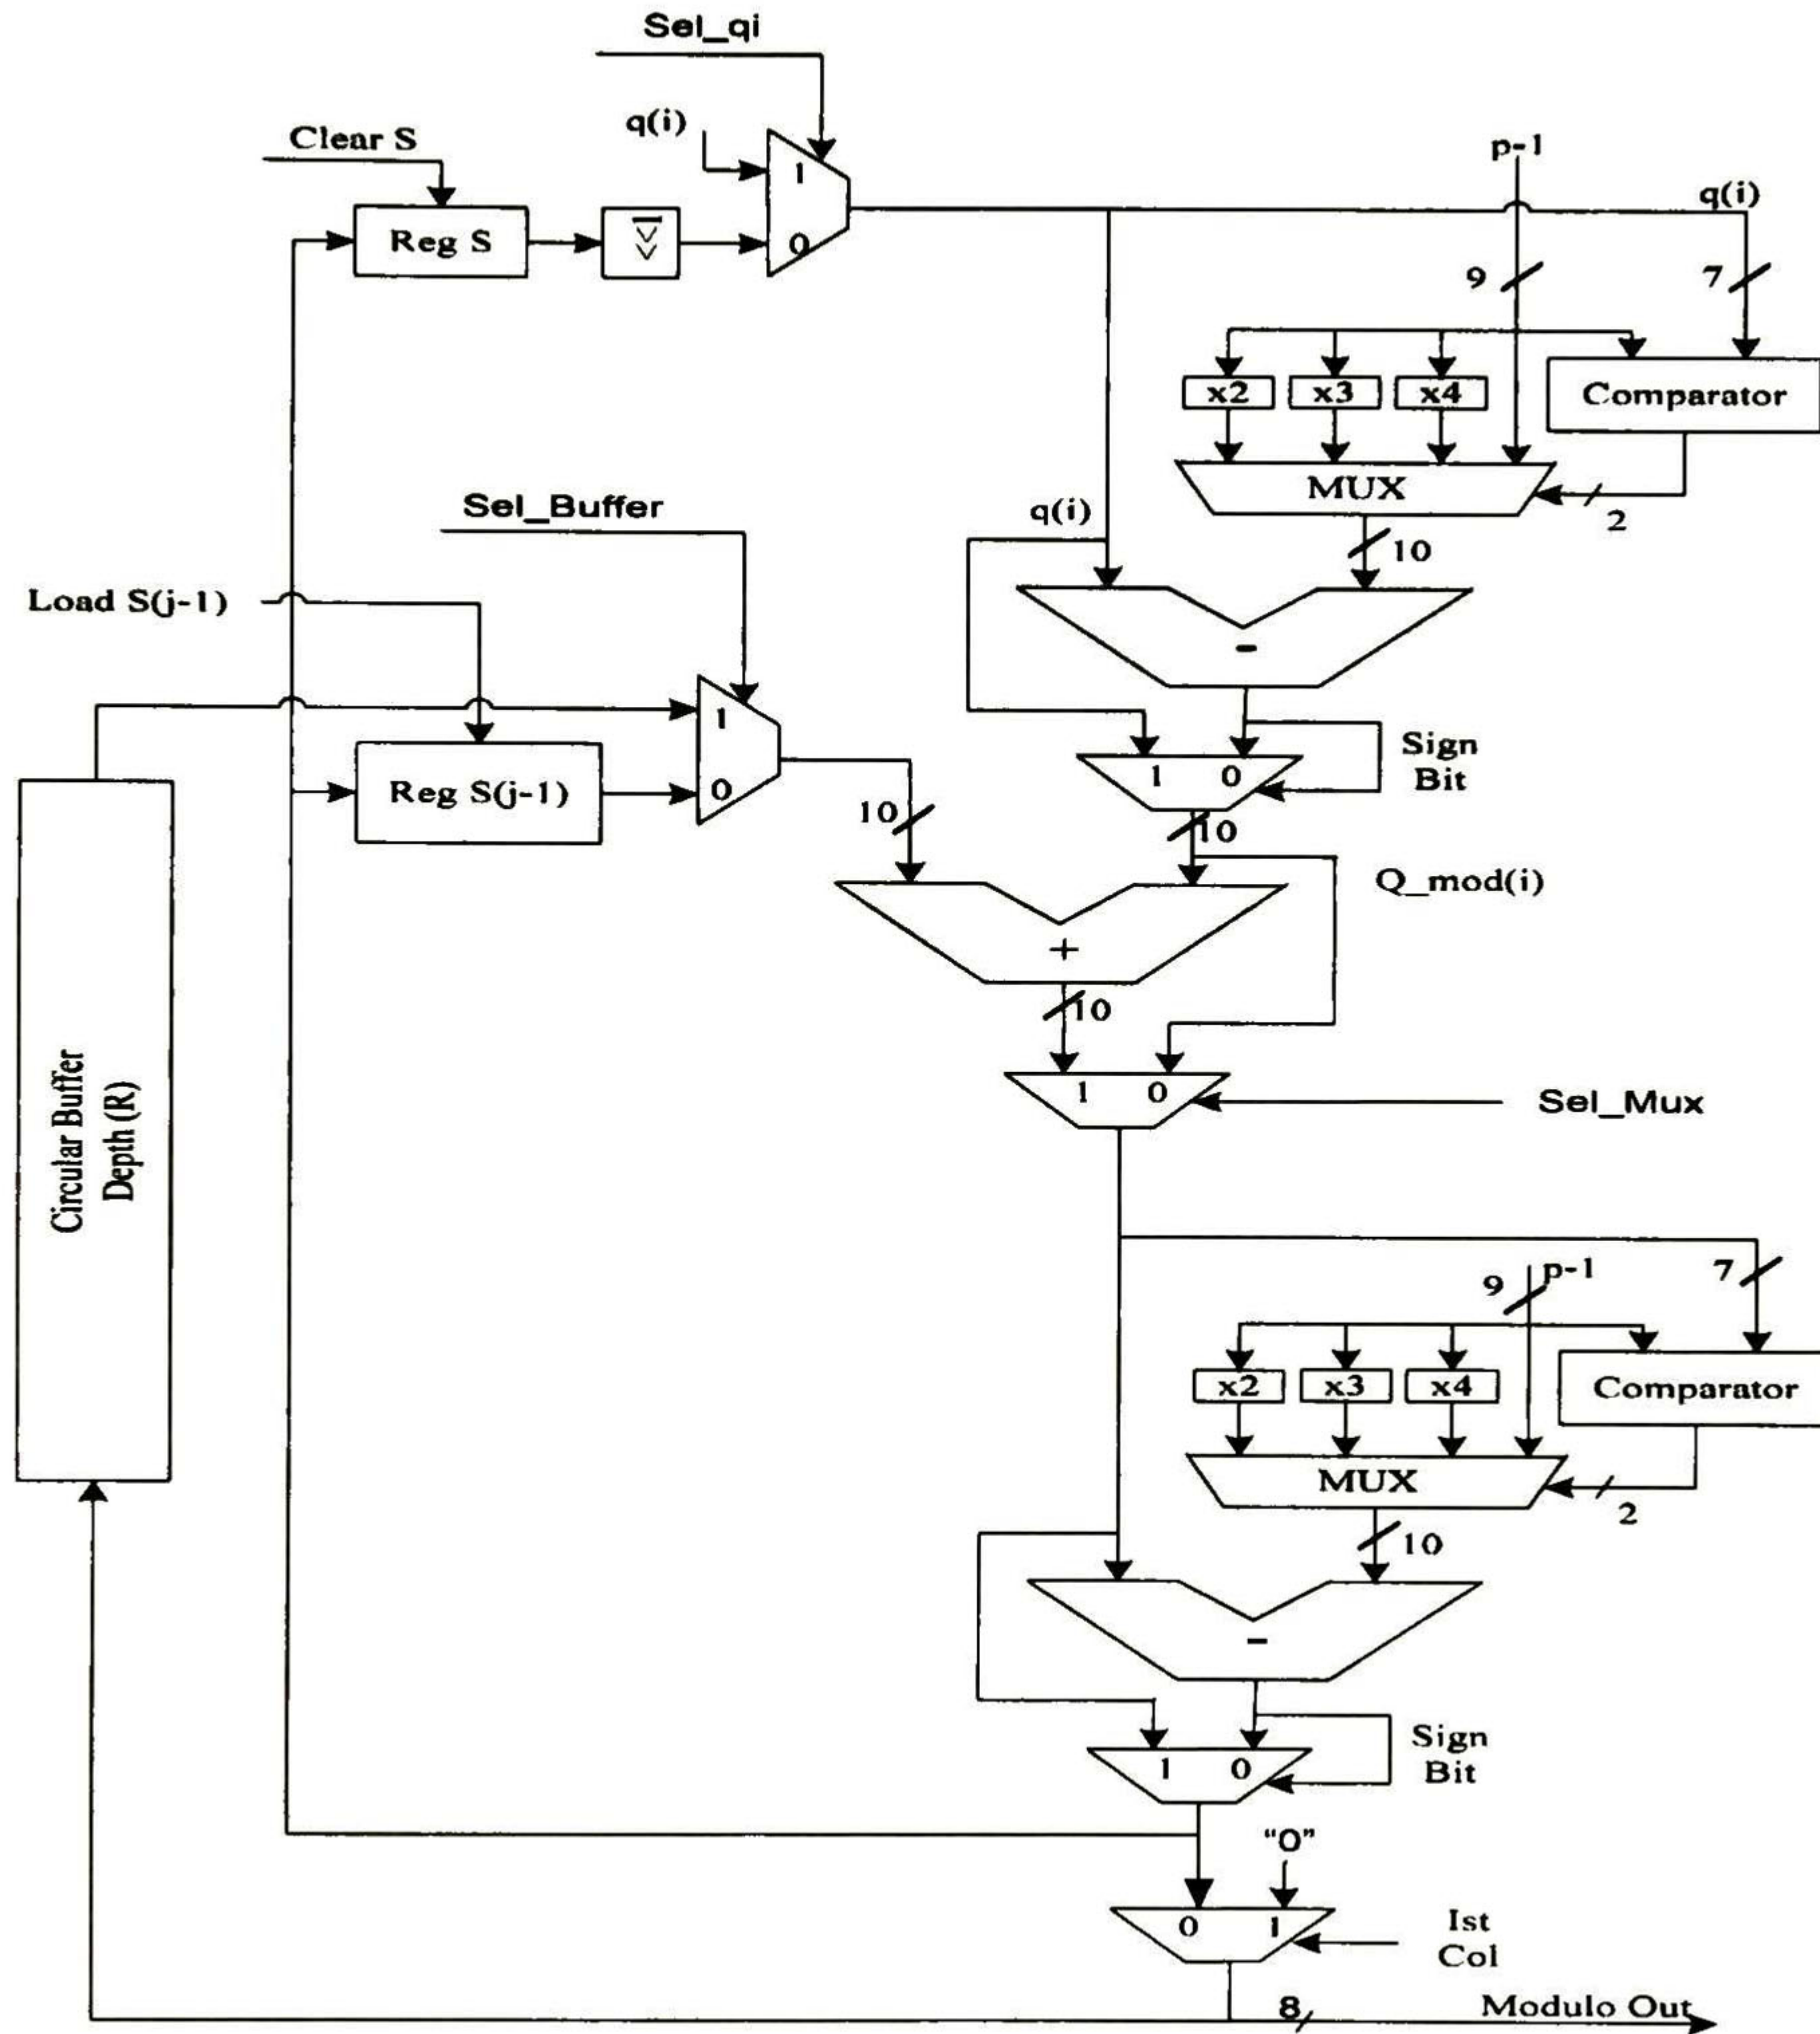 Sel_qi
q(i)
1
0
Clear S
Reg S
p-1
q(i)
9
7
x2
x3
x4
Comparator
MUX
2
10
q(i)
Sel_Buffer
Load S(j-1)
-
1
0
Reg S(j-1)
Sign
Bit
1 0
10
10
Q_mod(i)
+
10
1 0
Sel_Mux
Circular Buffer
Depth (R)
9
p-1
7
x2
x3
x4
Comparator
MUX
2
10
-
Sign
Bit
1 0
“0”
0 1
Ist
Col
8
Modulo Out